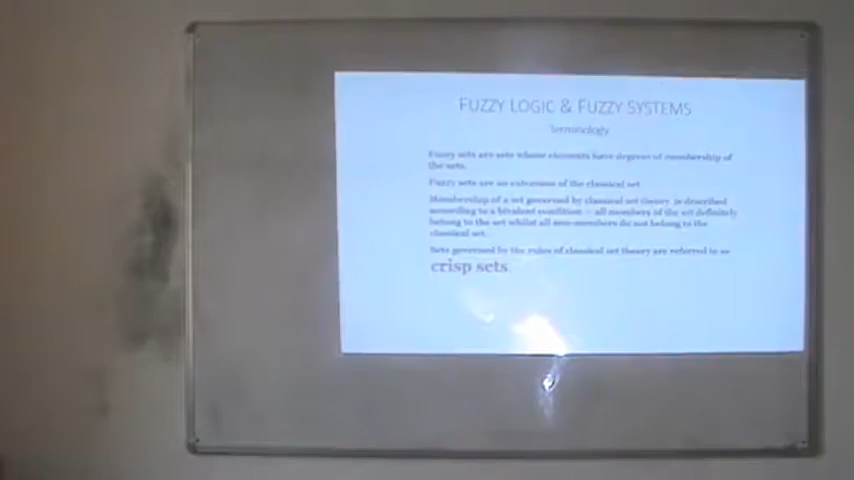 FUZZY LOGIC & FUZZY SYSTEMS
Terminology
Fuzzy sets are sets whose elements have degrees of membership of
the sets.
Fuzzy sets are an extension of the classical set.
Membership of a set governed by classical set theory is described
according to a bivalent condition — all members of the set definitely
belong to the set whilst all non-members do not belong to the
classical set.
Sets governed by the rules of classical set theory are referred to as
crisp sets.